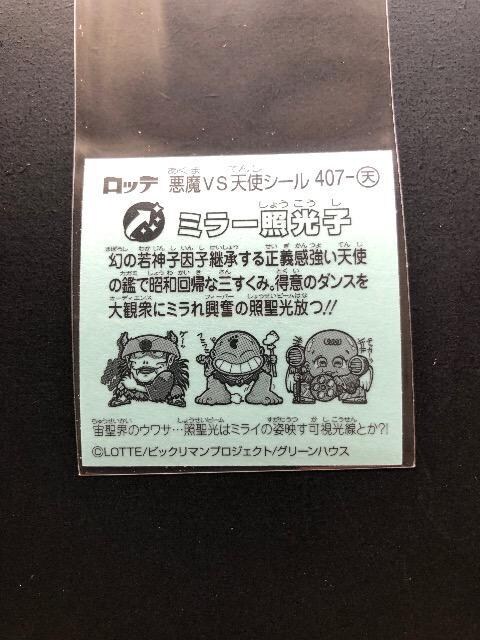 ロッテ 悪魔VS天使シール 407-天
ミラー照光子
幻の若神子因子継承する正義感強い天使
の鑑で昭和回帰な三すくみ。得意のダンスを
大観衆にミラれ興奮の照聖光放つ!!
宙聖界のウワサ…照聖光はミライの姿映す可視光線とか?!
©LOTTE/ビックリマンプロジェクト/グリーンハウス